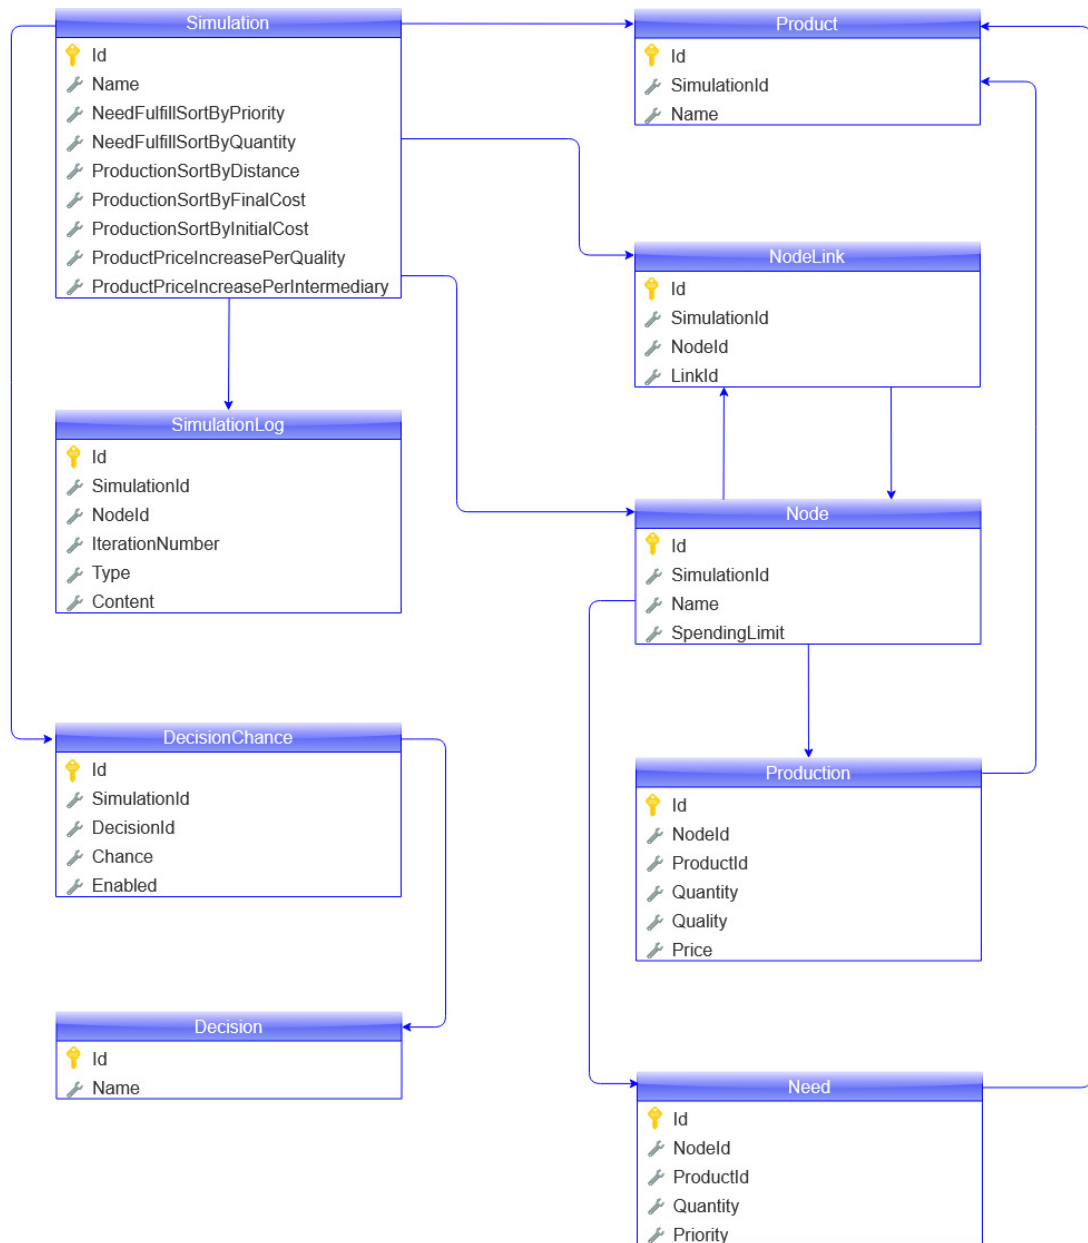 Simulation
Id
Name
NeedFulfillSortByPriority
NeedFulfillSortByQuantity
ProductionSortByDistance
ProductionSortByFinalCost
ProductionSortByInitialCost
ProductPriceIncreasePerQuality
ProductPriceIncreasePerIntermediary
Product
Id
SimulationId
Name
NodeLink
Id
SimulationId
NodeId
LinkId
SimulationLog
Id
SimulationId
NodeId
IterationNumber
Type
Content
Node
Id
SimulationId
Name
SpendingLimit
DecisionChance
Id
SimulationId
DecisionId
Chance
Enabled
Production
Id
NodeId
ProductId
Quantity
Quality
Price
Decision
Id
Name
Need
Id
NodeId
ProductId
Quantity
Priority